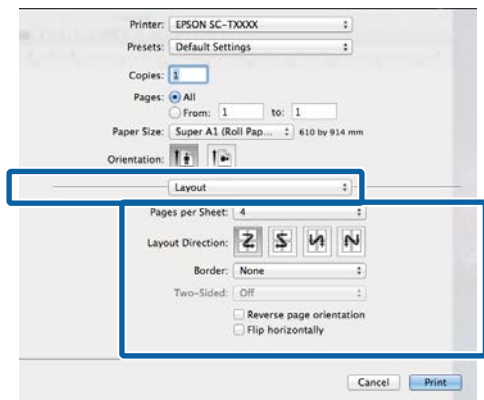 Printer: EPSON SC-TXXXX
Presets: Default Settings
Copies: 1
Pages: All
From: 1 to: 1
Paper Size: Super A1 (Roll Pap... 610 by 914 mm
Orientation:
Layout
Pages per Sheet: 4
Layout Direction:
Border: None
Two-Sided: Off
Reverse page orientation
Flip horizontally
Cancel Print